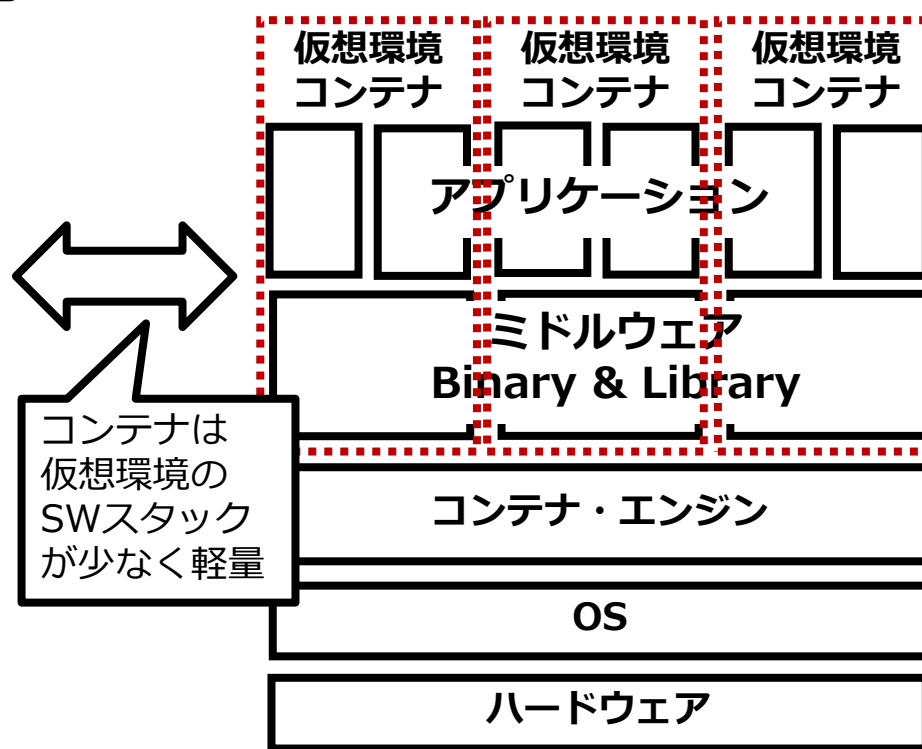 仮想環境
コンテナ
仮想環境
コンテナ
仮想環境
コンテナ
アプリケーション
ミドルウェア
Binary & Library
コンテナは
仮想環境の
SWスタック
が少なく軽量
コンテナ・エンジン
OS
ハードウェア